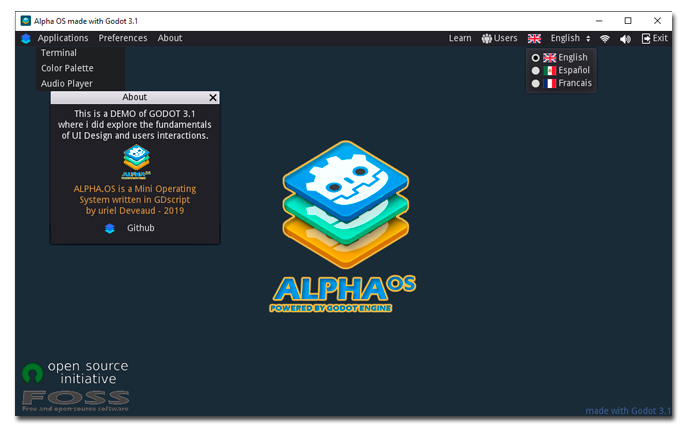 Alpha OS made with Godot 3.1
Applications Preferences About Learn Users English Exit
Terminal
Color Palette
Audio Player
English
Español
Francais
About
This is a DEMO of GODOT 3.1
where i did explore the fundamentals
of UI Design and users interactions.
ALPHA OS
ALPHA.OS is a Mini Operating
System written in GDscript
by uriel Deveaud - 2019
Github
ALPHA OS
POWERED BY GODOT ENGINE
open source
initiative
FOSS
Free and open-source software
made with Godot 3.1